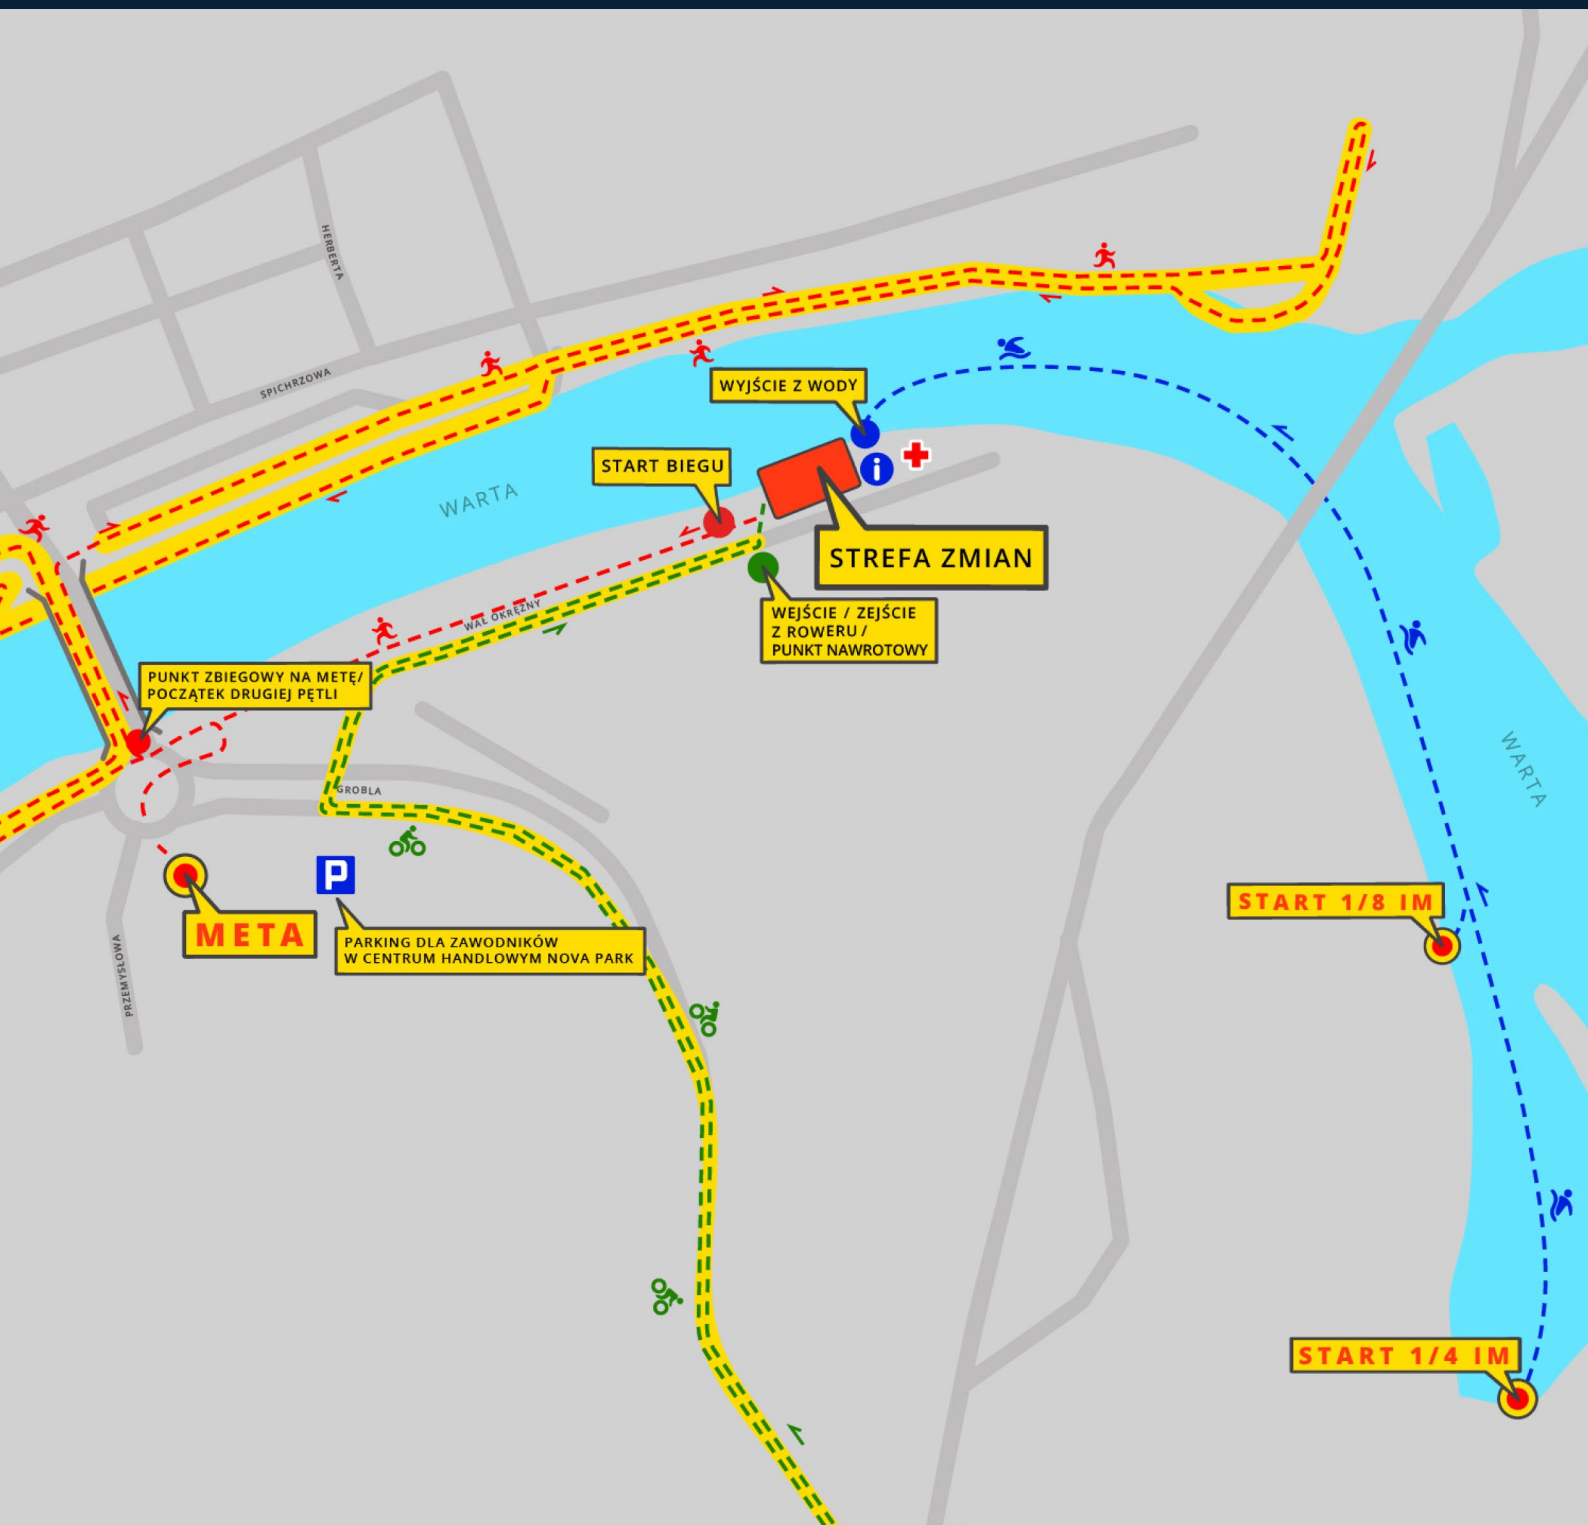 HERBERTA
SPICHRZOWA
WYJŚCIE Z WODY
START BIEGU
WARTA
STREFA ZMIAN
WAŁ OKRĘŻNY
WEJŚCIE / ZEJŚCIE
Z ROWERU /
PUNKT NAWROTOWY
PUNKT ZBIEGOWY NA METĘ/
POCZĄTEK DRUGIEJ PĘTLI
WARTA
GROBLA
P
META
START 1/8 IM
PARKING DLA ZAWODNIKÓW
W CENTRUM HANDLOWYM NOVA PARK
PRZEMYSŁOWA
START 1/4 IM